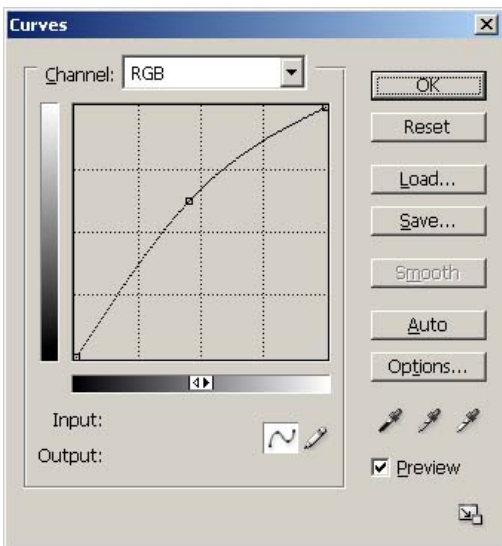 Curves
Channel: RGB
OK
Reset
Load...
Save...
Smooth
Auto
Options...
Input:
Output:
Preview